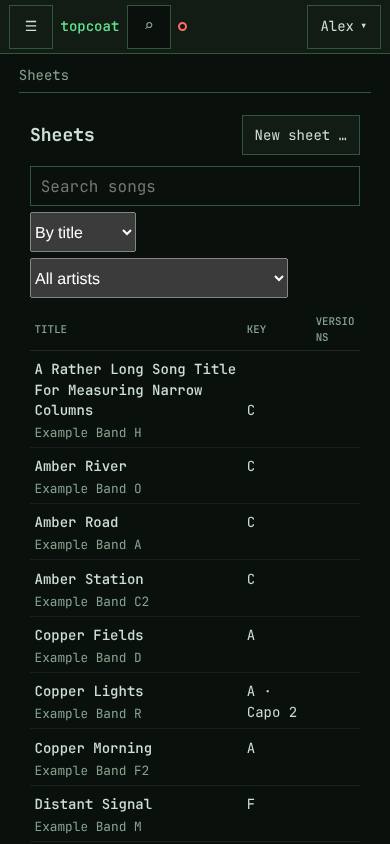 ☰ topcoat ⌕ Alex ▾
Sheets
Sheets New sheet …
Search songs
By title
All artists
TITLE KEY VERSIO
NS
A Rather Long Song Title
For Measuring Narrow
Columns C
Example Band H
Amber River C
Example Band O
Amber Road C
Example Band A
Amber Station C
Example Band C2
Copper Fields A
Example Band D
Copper Lights A ·
Example Band R Capo 2
Copper Morning A
Example Band F2
Distant Signal F
Example Band M